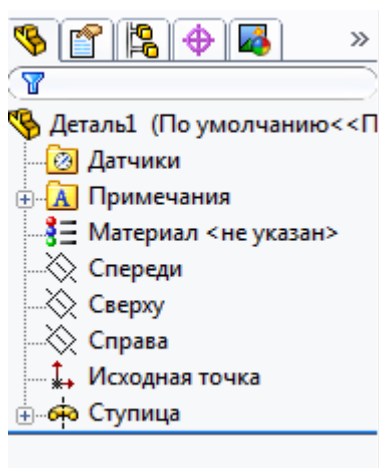 Деталь1 (По умолчанию<<П
Датчики
A Примечания
Материал <не указан>
Спереди
Сверху
Справа
Исходная точка
Ступица